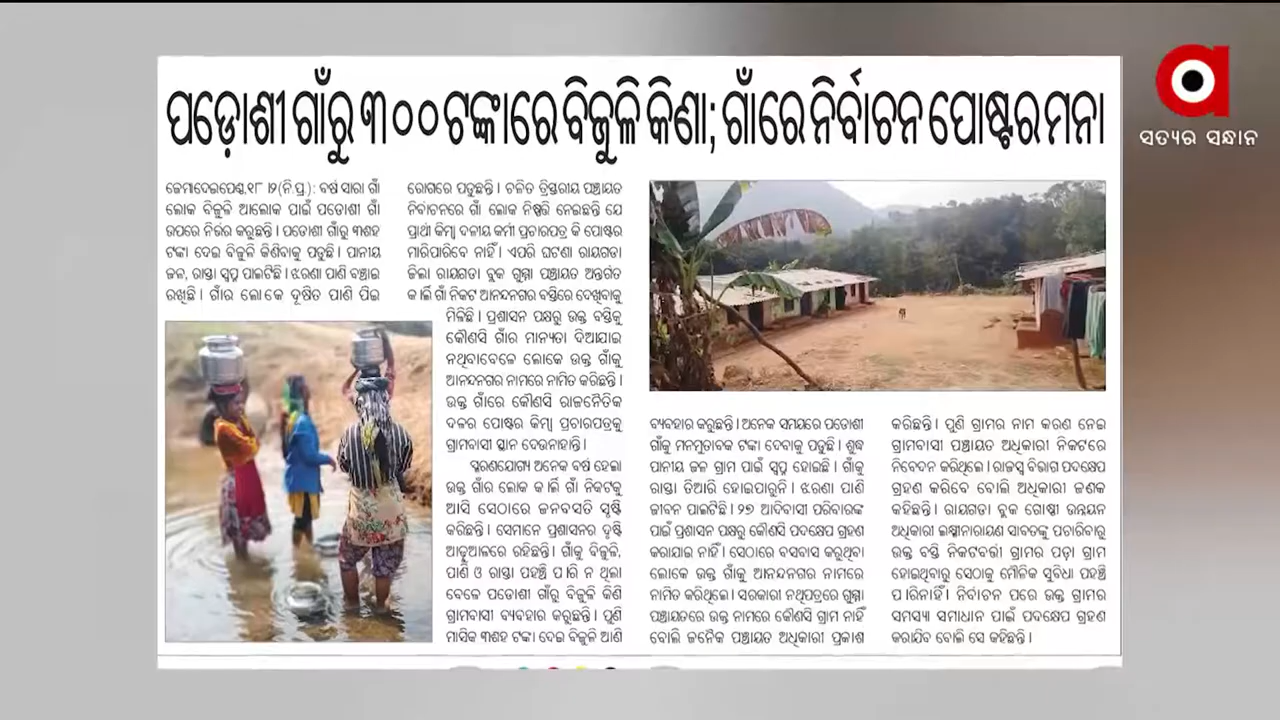 ପଡ଼ୋଶୀ ଗାଁରୁ ୩୦୦ ଟଙ୍କାରେ ବିଜୁଳି କିଣା; ଗାଁରେ ନିର୍ବାଚନ ପୋଷ୍ଟର ମନା
ସତ୍ୟର ସନ୍ଧାନ
ଜେମାଦେଇପେଣ୍ଠ,୧୮।୨(ନି.ପ୍ର.): ବର୍ଷ ସାରା ଗାଁ
ଲୋକ ବିଜୁଳି ଆଲୋକ ପାଇଁ ପଡୋଶୀ ଗାଁ
ଉପରେ ନିର୍ଭର କରୁଛନ୍ତି। ପଡୋଶୀ ଗାଁରୁ ୩ଶହ
ଟଙ୍କା ଦେଇ ବିଜୁଳି କିଣିବାକୁ ପଡୁଛି। ପାନୀୟ
ଜଳ, ରାସ୍ତା ସ୍ୱପ୍ନ ପାଲଟିଛି। ଝରଣା ପାଣି ବଞ୍ଚାଇ
ରଖିଛି। ଗାଁର ଲୋକେ ଦୂଷିତ ପାଣି ପିଇ
ରୋଗରେ ପଡୁଛନ୍ତି। ଚଳିତ ତ୍ରିସ୍ତରୀୟ ପଞ୍ଚାୟତ
ନିର୍ବାଚନରେ ଗାଁ ଲୋକ ନିଷ୍ପତ୍ତି ନେଇଛନ୍ତି ଯେ
ପ୍ରାର୍ଥୀ କିମ୍ବା ଦଳୀୟ କର୍ମୀ ପ୍ରଚାରପତ୍ର କି ପୋଷ୍ଟର
ମାରିପାରିବେ ନାହିଁ। ଏପରି ଘଟଣା ରାୟଗଡା
ଜିଲା ରାୟଗଡା ବ୍ଲକ ଗୁମ୍ମା ପଞ୍ଚାୟତ ଅନ୍ତର୍ଗତ
କାର୍ଲି ଗାଁ ନିକଟ ଆନନ୍ଦନଗର ବସ୍ତିରେ ଦେଖିବାକୁ
ମିଳିଛି। ପ୍ରଶାସନ ପକ୍ଷରୁ ଉକ୍ତ ବସ୍ତିକୁ
କୌଣସି ଗାଁର ମାନ୍ୟତା ଦିଆଯାଇ
ନଥିବାବେଳେ ଲୋକେ ଉକ୍ତ ଗାଁକୁ
ଆନନ୍ଦନଗର ନାମରେ ନାମିତ କରିଛନ୍ତି।
ଉକ୍ତ ଗାଁରେ କୌଣସି ରାଜନୈତିକ
ଦଳର ପୋଷ୍ଟର କିମ୍ବା ପ୍ରଚାରପତ୍ରକୁ
ଗ୍ରାମବାସୀ ସ୍ଥାନ ଦେଉନାହାନ୍ତି।
ସ୍ମରଣଯୋଗ୍ୟ ଅନେକ ବର୍ଷ ହେଲା
ଉକ୍ତ ଗାଁର ଲୋକ କାର୍ଲି ଗାଁ ନିକଟକୁ
ଆସି ସେଠାରେ ଜନବସତି ସୃଷ୍ଟି
କରିଛନ୍ତି। ସେମାନେ ପ୍ରଶାସନର ଦୃଷ୍ଟି
ଆଢୁଆଳରେ ରହିଛନ୍ତି। ଗାଁକୁ ବିଜୁଳି,
ପାଣି ଓ ରାସ୍ତା ପହଞ୍ଚି ପାରି ନ ଥିଲା
ବେଳେ ପଡୋଶୀ ଗାଁରୁ ବିଜୁଳି କିଣି
ଗ୍ରାମବାସୀ ବ୍ୟବହାର କରୁଛନ୍ତି। ପୁଣି
ମାସିକ ୩ଶହ ଟଙ୍କା ଦେଇ ବିଜୁଳି ଆଣି
ବ୍ୟବହାର କରୁଛନ୍ତି। ଅନେକ ସମୟରେ ପଡୋଶୀ
ଗାଁକୁ ମନମୁତାବକ ଟଙ୍କା ଦେବାକୁ ପଡୁଛି। ଶୁଦ୍ଧ
ପାନୀୟ ଜଳ ଗ୍ରାମ ପାଇଁ ସ୍ୱପ୍ନ ହୋଇଛି। ଗାଁକୁ
ରାସ୍ତା ତିଆରି ହୋଇପାରୁନି। ଝରଣା ପାଣି
ଜୀବନ ପାଲଟିଛି। ୨୭ ଆଦିବାସୀ ପରିବାରଙ୍କ
ପାଇଁ ପ୍ରଶାସନ ପକ୍ଷରୁ କୌଣସି ପଦକ୍ଷେପ ଗ୍ରହଣ
କରାଯାଇ ନାହିଁ। ସେଠାରେ ବସବାସ କରୁଥିବା
ଲୋକେ ଉକ୍ତ ଗାଁକୁ ଆନନ୍ଦନଗର ନାମରେ
ନାମିତ କରିଥିଲେ। ସରକାରୀ ନଥିପତ୍ରରେ ଗୁମ୍ମା
ପଞ୍ଚାୟତରେ ଉକ୍ତ ନାମରେ କୌଣସି ଗ୍ରାମ ନାହିଁ
ବୋଲି ଜନୈକ ପଞ୍ଚାୟତ ଅଧିକାରୀ ପ୍ରକାଶ
କରିଛନ୍ତି। ପୁଣି ଗ୍ରାମର ନାମ କରଣ ନେଇ
ଗ୍ରାମବାସୀ ପଞ୍ଚାୟତ ଅଧିକାରୀ ନିକଟରେ
ନିବେଦନ କରିଥିଲେ। ରାଜସ୍ୱ ବିଭାଗ ପଦକ୍ଷେପ
ଗ୍ରହଣ କରିବେ ବୋଲି ଅଧିକାରୀ ଜଣକ
କହିଛନ୍ତି। ରାୟଗଡା ବ୍ଲକ ଗୋଷ୍ଠୀ ଉନ୍ନୟନ
ଅଧିକାରୀ ଲକ୍ଷ୍ମୀନାରାୟଣ ସାବତଙ୍କୁ ପଚାରିବାରୁ
ଉକ୍ତ ବସ୍ତି ନିକଟବର୍ତ୍ତୀ ଗ୍ରାମର ପଡ଼ା ଗ୍ରାମ
ହୋଇଥିବାରୁ ସେଠାକୁ ମୌଳିକ ସୁବିଧା ପହଞ୍ଚି
ପାରିନାହିଁ। ନିର୍ବାଚନ ପରେ ଉକ୍ତ ଗ୍ରାମର
ସମସ୍ୟା ସମାଧାନ ପାଇଁ ପଦକ୍ଷେପ ଗ୍ରହଣ
କରାଯିବ ବୋଲି ସେ କହିଛନ୍ତି।